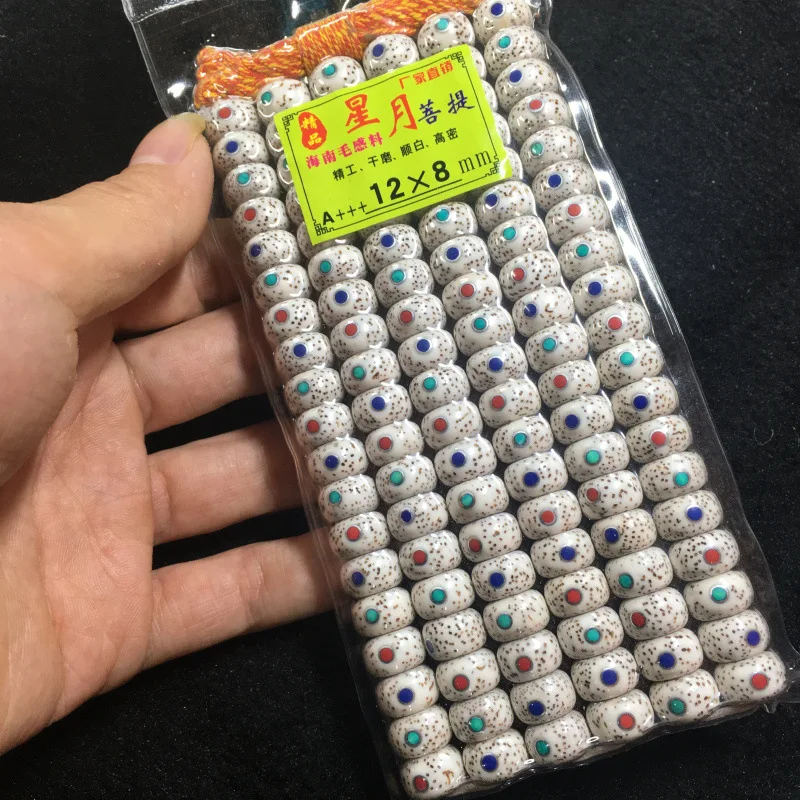 厂家直销
精品
星月菩提
海南毛感料
精工、干磨、顺白、高密
A+++ 12×8 mm